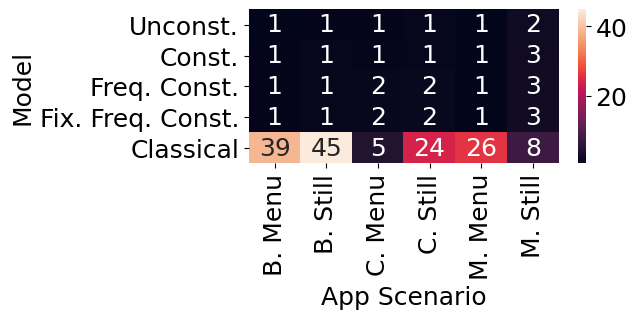 Model
Unconst. 1 1 1 1 1 2
Const. 1 1 1 1 1 3
Freq. Const. 1 1 2 2 1 3
Fix. Freq. Const. 1 1 2 2 1 3
Classical 39 45 5 24 26 8
B. Menu B. Still C. Menu C. Still M. Menu M. Still
App Scenario
40
20